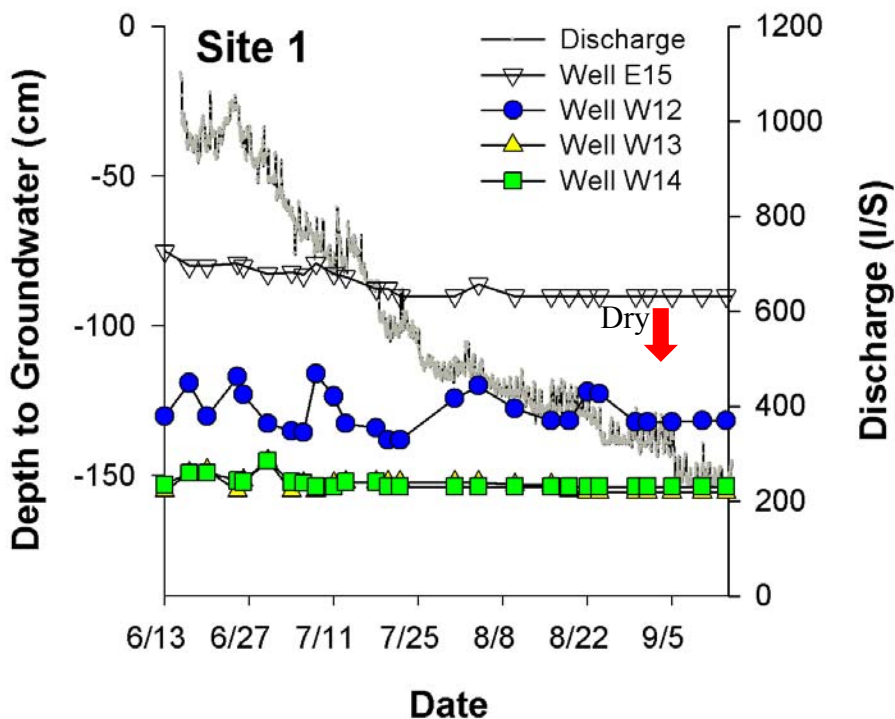 Site 1
Discharge
Well E15
Well W12
Well W13
Well W14
Depth to Groundwater (cm)
0
-50
-100
-150
1200
1000
800
600
400
200
0
Discharge (l/S)
Dry
6/13
6/27
7/11
7/25
8/8
8/22
9/5
Date